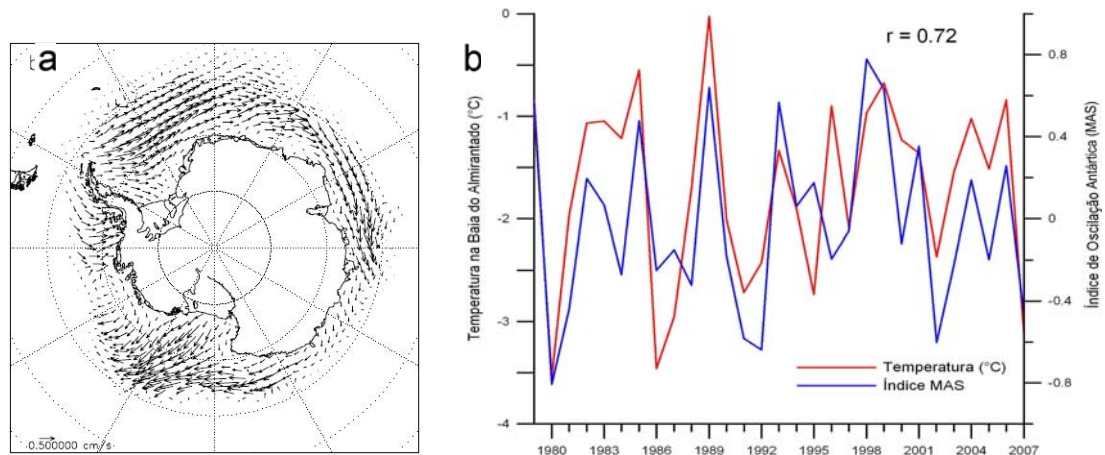 a
0.500000 cm/s
b
r = 0.72
Temperatura na Baia do Almirantado (°C)
0
-1
-2
-3
-4
1980 1983 1986 1989 1992 1995 1998 2001 2004 2007
Temperatura (°C)
Índice MAS
0.8
0.4
0
-0.4
-0.8
Índice de Oscilação Antártica (MAS)